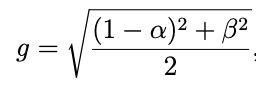 g = √(((1 − α)² + β²)/2),